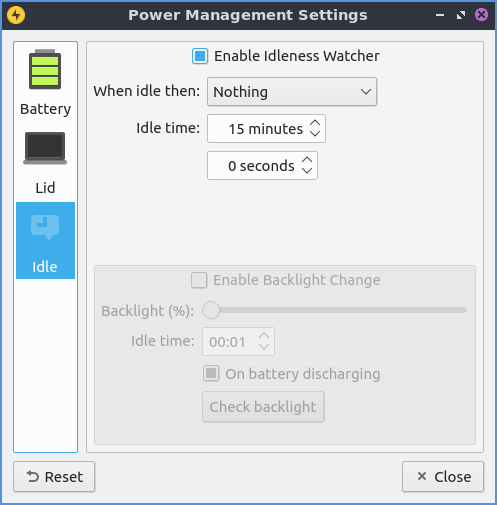 Power Management Settings
Battery
Lid
Idle
Enable Idleness Watcher
When idle then: Nothing
Idle time: 15 minutes
0 seconds
Enable Backlight Change
Backlight (%):
Idle time: 00:01
On battery discharging
Check backlight
Reset
Close